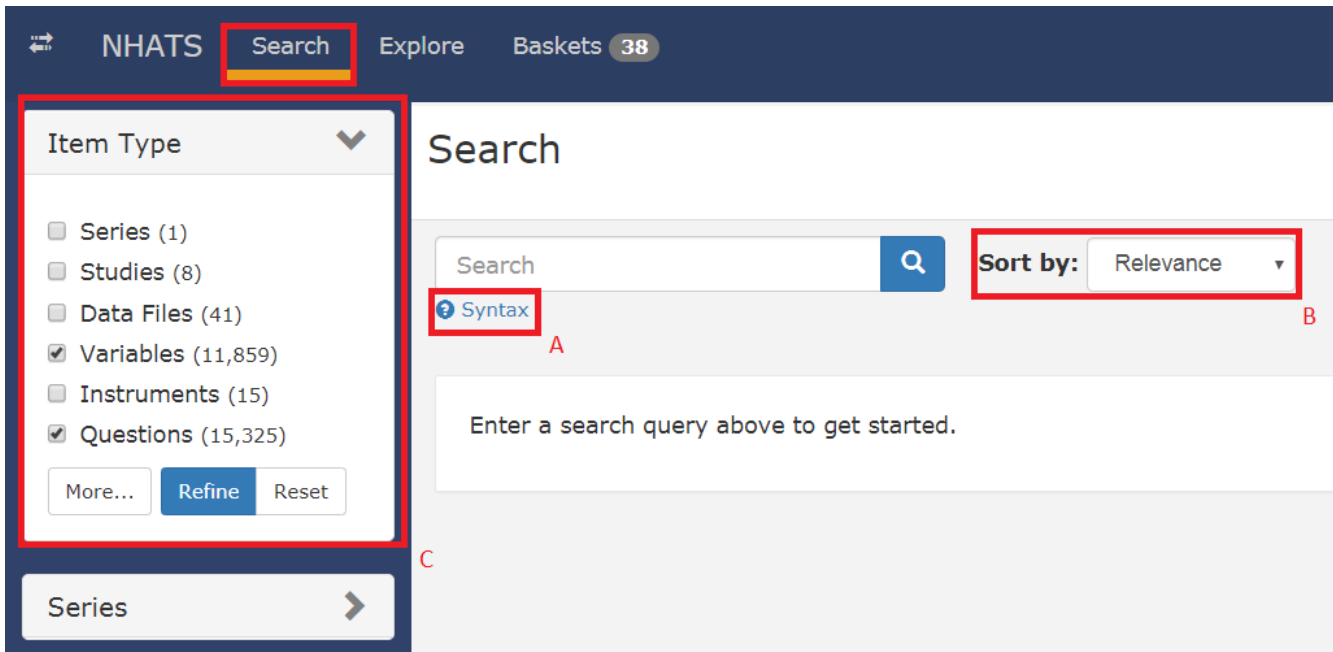 NHATS Search Explore Baskets 38
Item Type
Series (1)
Studies (8)
Data Files (41)
Variables (11,859)
Instruments (15)
Questions (15,325)
More... Refine Reset
C
Series
Search
Search
Sort by: Relevance
B
? Syntax
A
Enter a search query above to get started.